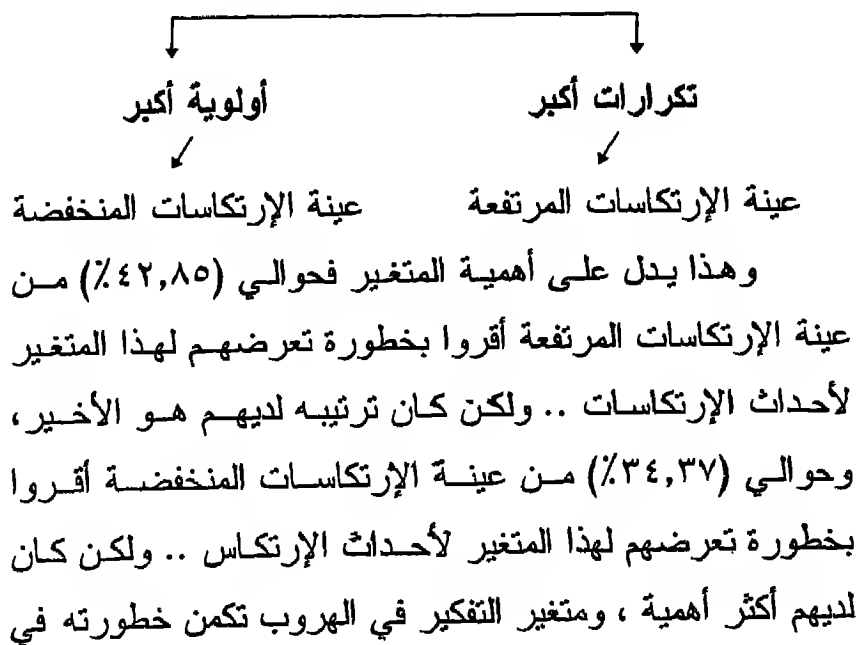 تكرارات أكبر أولوية أكبر
عينة الإرتكاسات المرتفعة عينة الإرتكاسات المنخفضة
وهذا يدل على أهمية المتغير فحوالي (٤٢,٨٥٪) من
عينة الإرتكاسات المرتفعة أقروا بخطورة تعرضهم لهذا المتغير
لأحداث الإرتكاسات .. ولكن كان ترتيبه لديهم هو الأخير،
وحوالي (٣٤,٣٧٪) من عينة الإرتكاسات المنخفضة أقروا
بخطورة تعرضهم لهذا المتغير لأحداث الإرتكاس .. ولكن كان
لديهم أكثر أهمية ، ومتغير التفكير في الهروب تكمن خطورته في